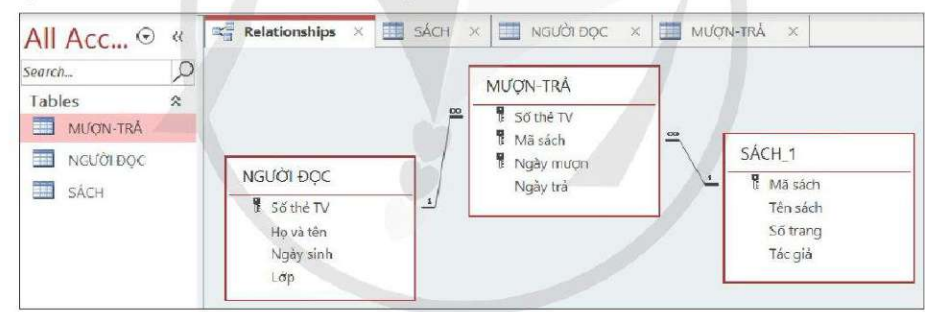 All Acc...
«
Relationships ×
SÁCH ×
NGƯỜI ĐỌC ×
MƯỢN-TRẢ ×
Search...
Tables
MƯỢN-TRẢ
NGƯỜI ĐỌC
SÁCH
NGƯỜI ĐỌC
Số thẻ TV
Họ và tên
Ngày sinh
Lớp
1
∞
MƯỢN-TRẢ
Số thẻ TV
Mã sách
Ngày mượn
Ngày trả
∞
1
SÁCH_1
Mã sách
Tên sách
Số trang
Tác giả